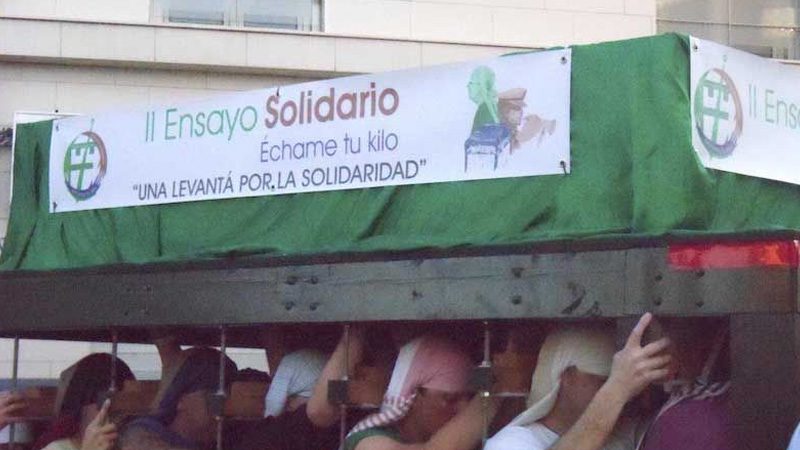 II Ensayo Solidario
Échame tu kilo
"UNA LEVANTÁ POR LA SOLIDARIDAD"
II Ens